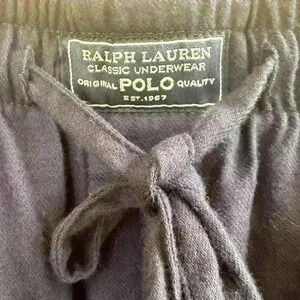 RALPH LAUREN
CLASSIC UNDERWEAR
ORIGINAL POLO QUALITY
EST. 1967